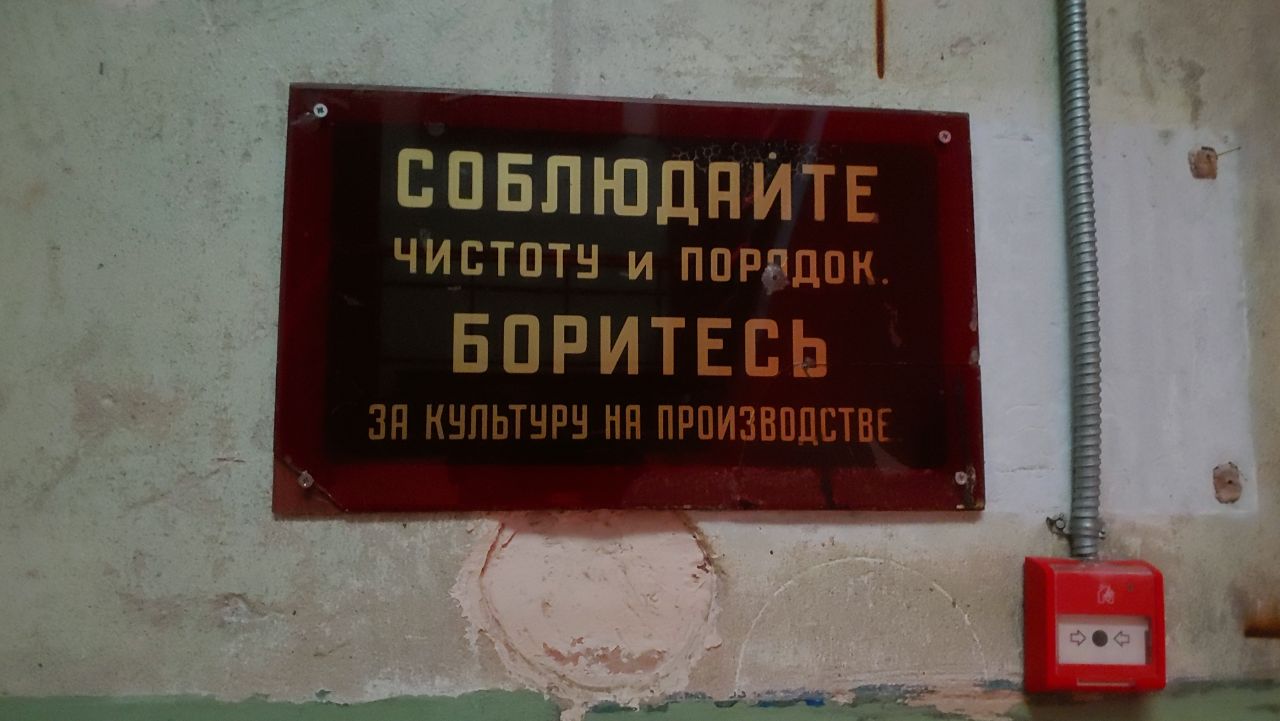 СОБЛЮДАЙТЕ
ЧИСТОТУ И ПОРЯДОК.
БОРИТЕСЬ
ЗА КУЛЬТУРУ НА ПРОИЗВОДСТВЕ